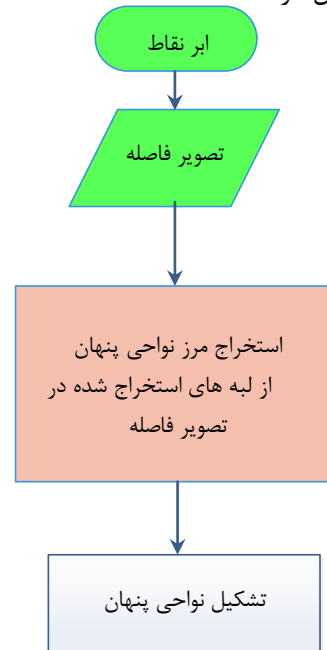 ابر نقاط
تصویر فاصله
استخراج مرز نواحی پنهان
از لبه های استخراج شده در
تصویر فاصله
تشکیل نواحی پنهان